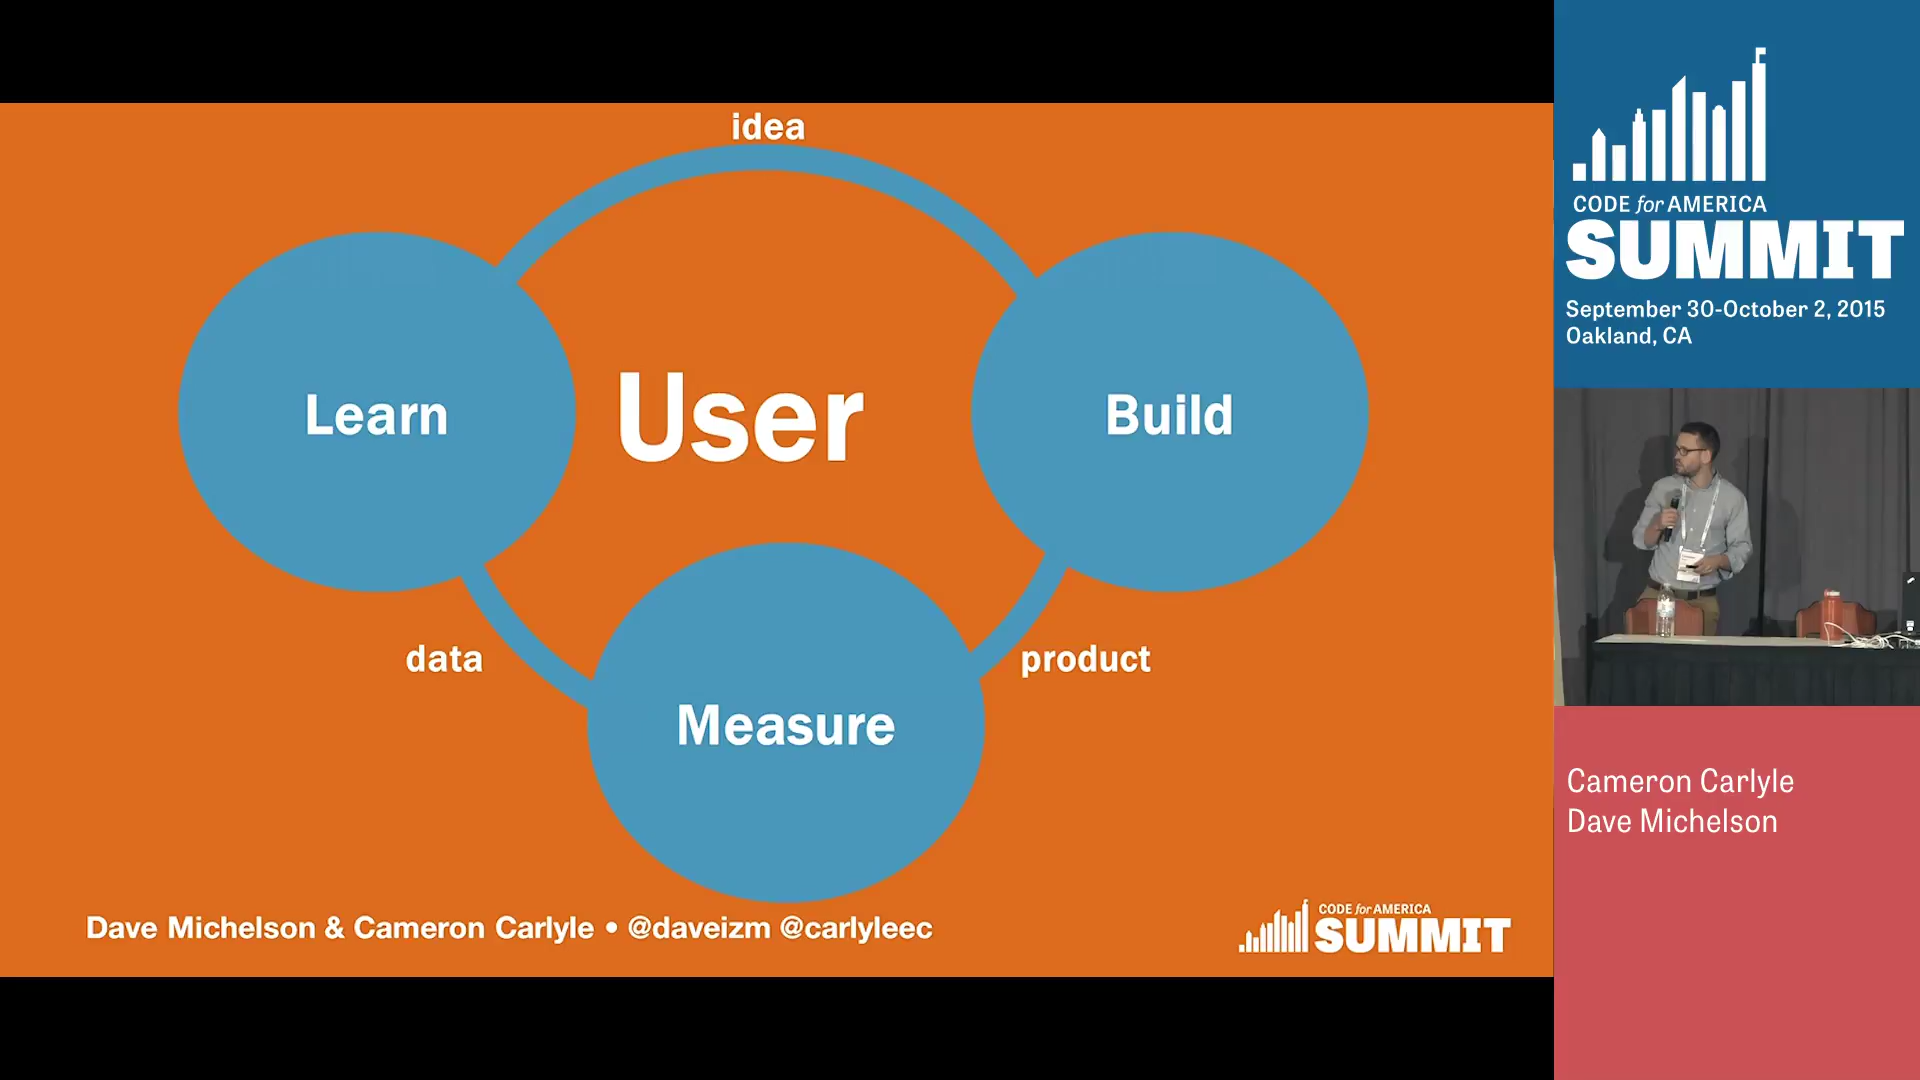 idea
Learn
User
Build
data
product
Measure
Dave Michelson & Cameron Carlyle • @daveizm @carlyleec
CODE for AMERICA
SUMMIT
CODE for AMERICA
SUMMIT
September 30-October 2, 2015
Oakland, CA
Cameron Carlyle
Dave Michelson